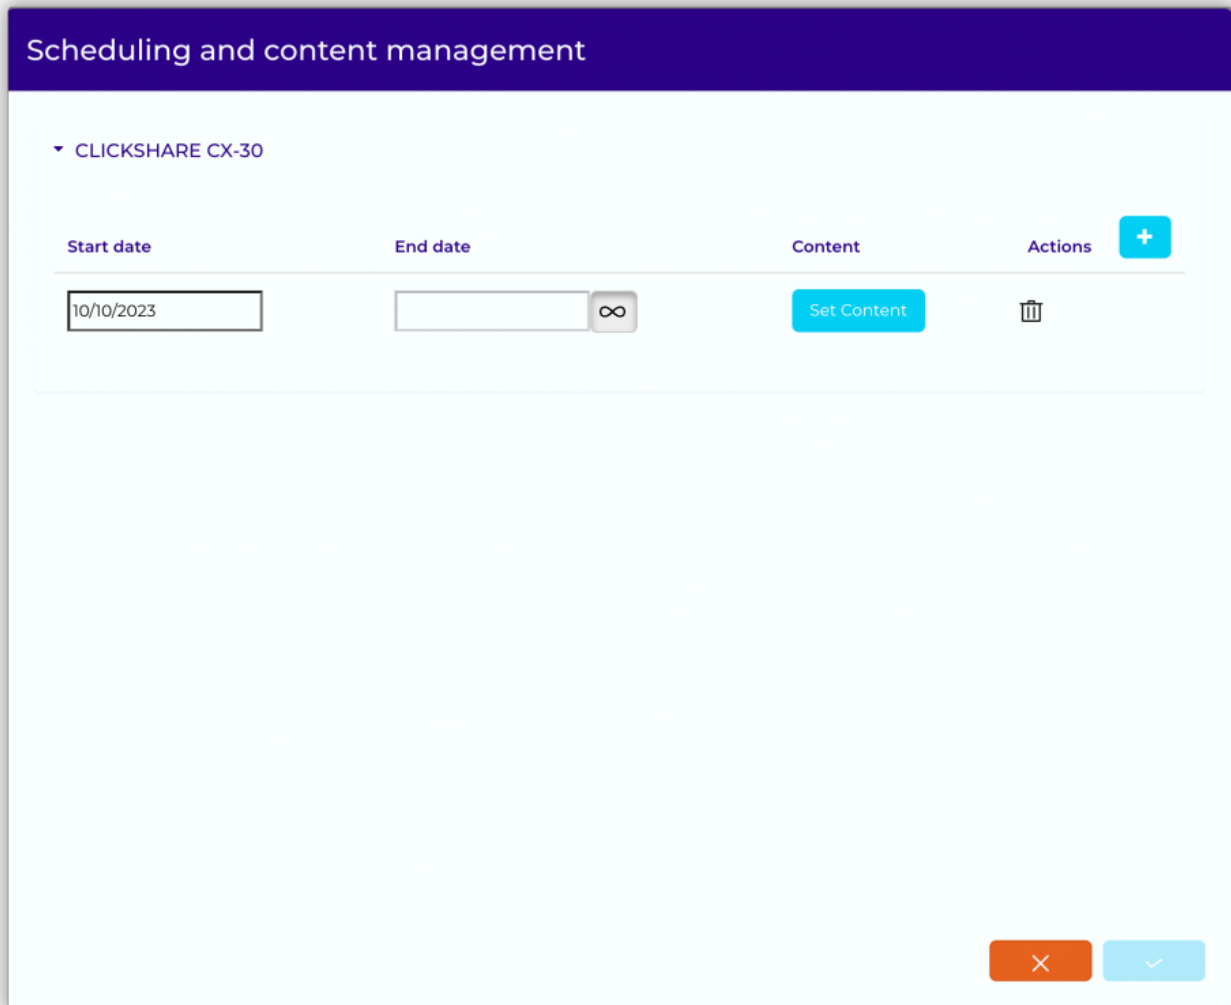 Scheduling and content management
CLICKSHARE CX-30
Start date End date Content Actions +
10/10/2023 ∞ Set Content